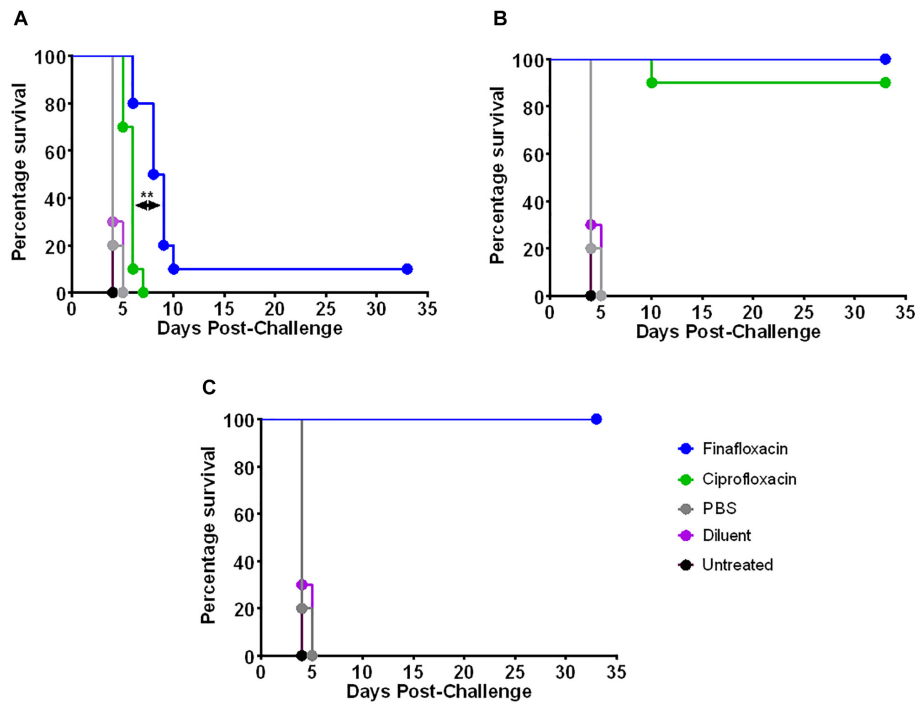 A
Percentage survival
100
80
60
40
20
0
**
0 5 10 15 20 25 30 35
Days Post-Challenge
B
Percentage survival
100
80
60
40
20
0
0 5 10 15 20 25 30 35
Days Post-Challenge
C
Percentage survival
100
80
60
40
20
0
0 5 10 15 20 25 30 35
Days Post-Challenge
Finafloxacin
Ciprofloxacin
PBS
Diluent
Untreated